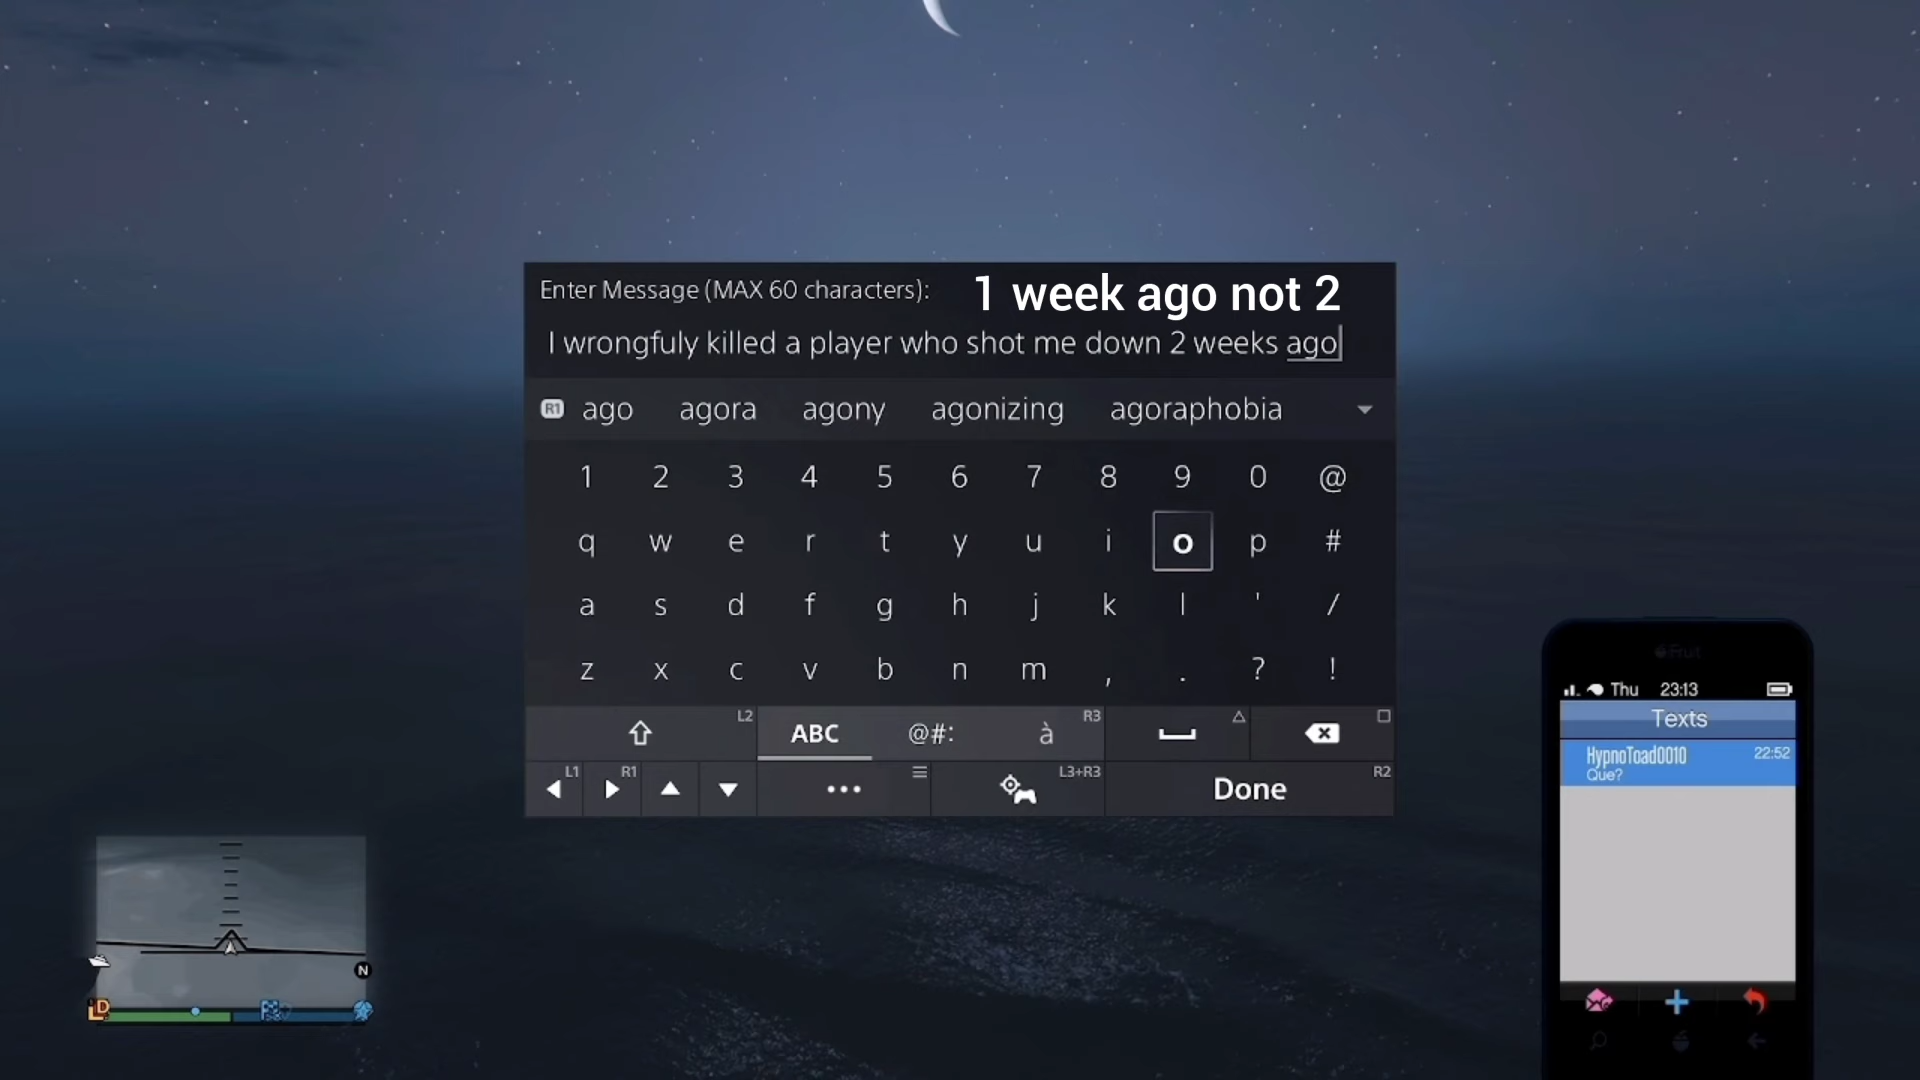 Enter Message (MAX 60 characters):
1 week ago not 2
I wrongfuly killed a player who shot me down 2 weeks ago
R1 ago agora agony agonizing agoraphobia
1 2 3 4 5 6 7 8 9 0 @
q w e r t y u i o p #
a s d f g h j k l ' /
z x c v b n m , . ? !
L2 ABC @#: à R3
L1 R1 ... L3+R3 Done R2
Fruit
Thu 23:13
Texts
HypnoToad0010 22:52
Que?
N